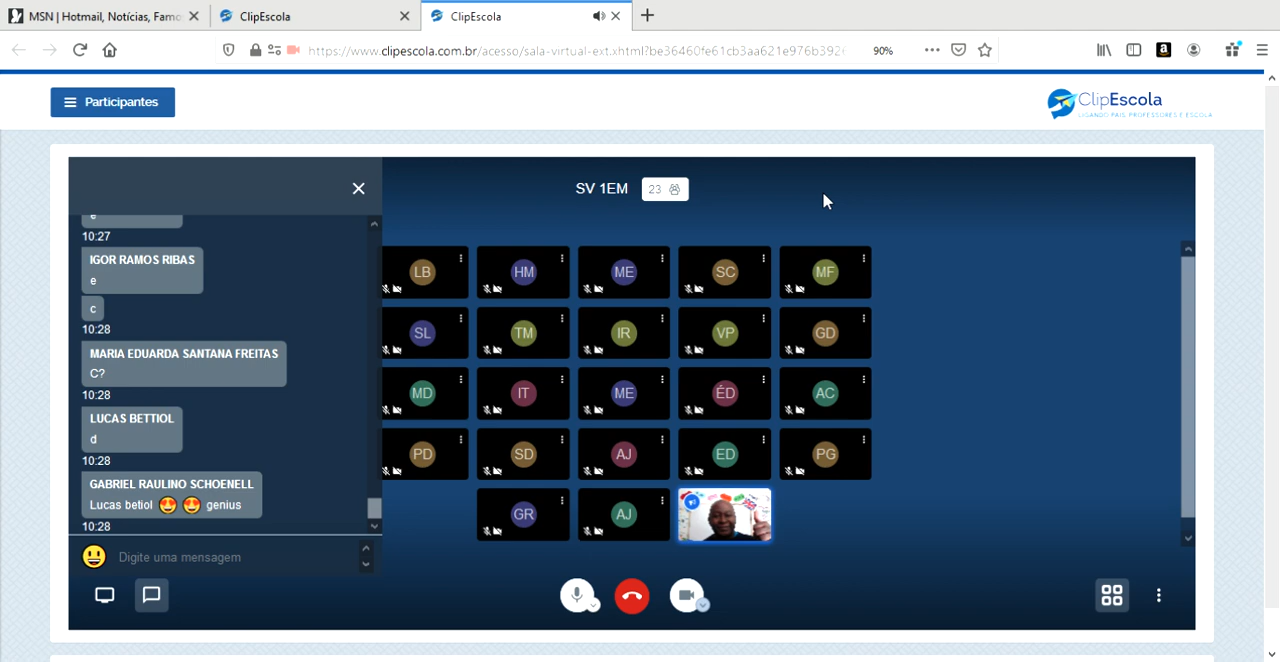 MSN | Hotmail, Notícias, Famo
ClipEscola
ClipEscola
https://www.clipescola.com.br/acesso/sala-virtual-ext.xhtml?be36460fe61cb3aa621e976b392
90%
Participantes
ClipEscola
LIGANDO PAIS, PROFESSORES E ESCOLA
SV 1EM
23
e
10:27
IGOR RAMOS RIBAS
e
c
10:28
MARIA EDUARDA SANTANA FREITAS
C?
10:28
LUCAS BETTIOL
d
10:28
GABRIEL RAULINO SCHOENELL
Lucas betiol 😍 😍 genius
10:28
Digite uma mensagem
LB HM ME SC MF
SL TM IR VP GD
MD IT ME ÉD AC
PD SD AJ ED PG
GR AJ